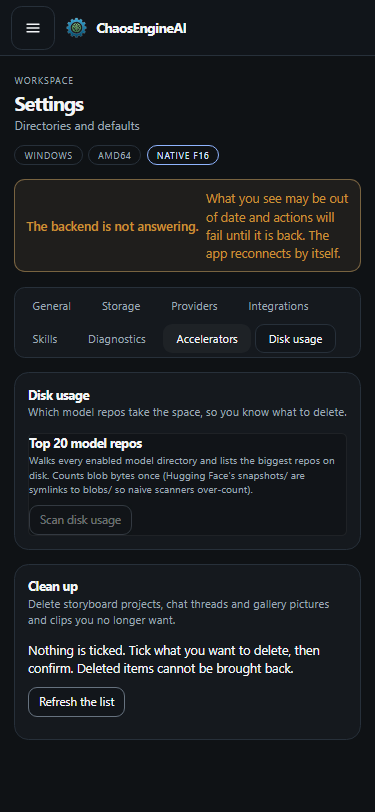 ChaosEngineAI
WORKSPACE
Settings
Directories and defaults
WINDOWS AMD64 NATIVE F16
The backend is not answering.
What you see may be out
of date and actions will
fail until it is back. The
app reconnects by itself.
General Storage Providers Integrations
Skills Diagnostics Accelerators Disk usage
Disk usage
Which model repos take the space, so you know what to delete.
Top 20 model repos
Walks every enabled model directory and lists the biggest repos on
disk. Counts blob bytes once (Hugging Face's snapshots/ are
symlinks to blobs/ so naive scanners over-count).
Scan disk usage
Clean up
Delete storyboard projects, chat threads and gallery pictures
and clips you no longer want.
Nothing is ticked. Tick what you want to delete, then
confirm. Deleted items cannot be brought back.
Refresh the list